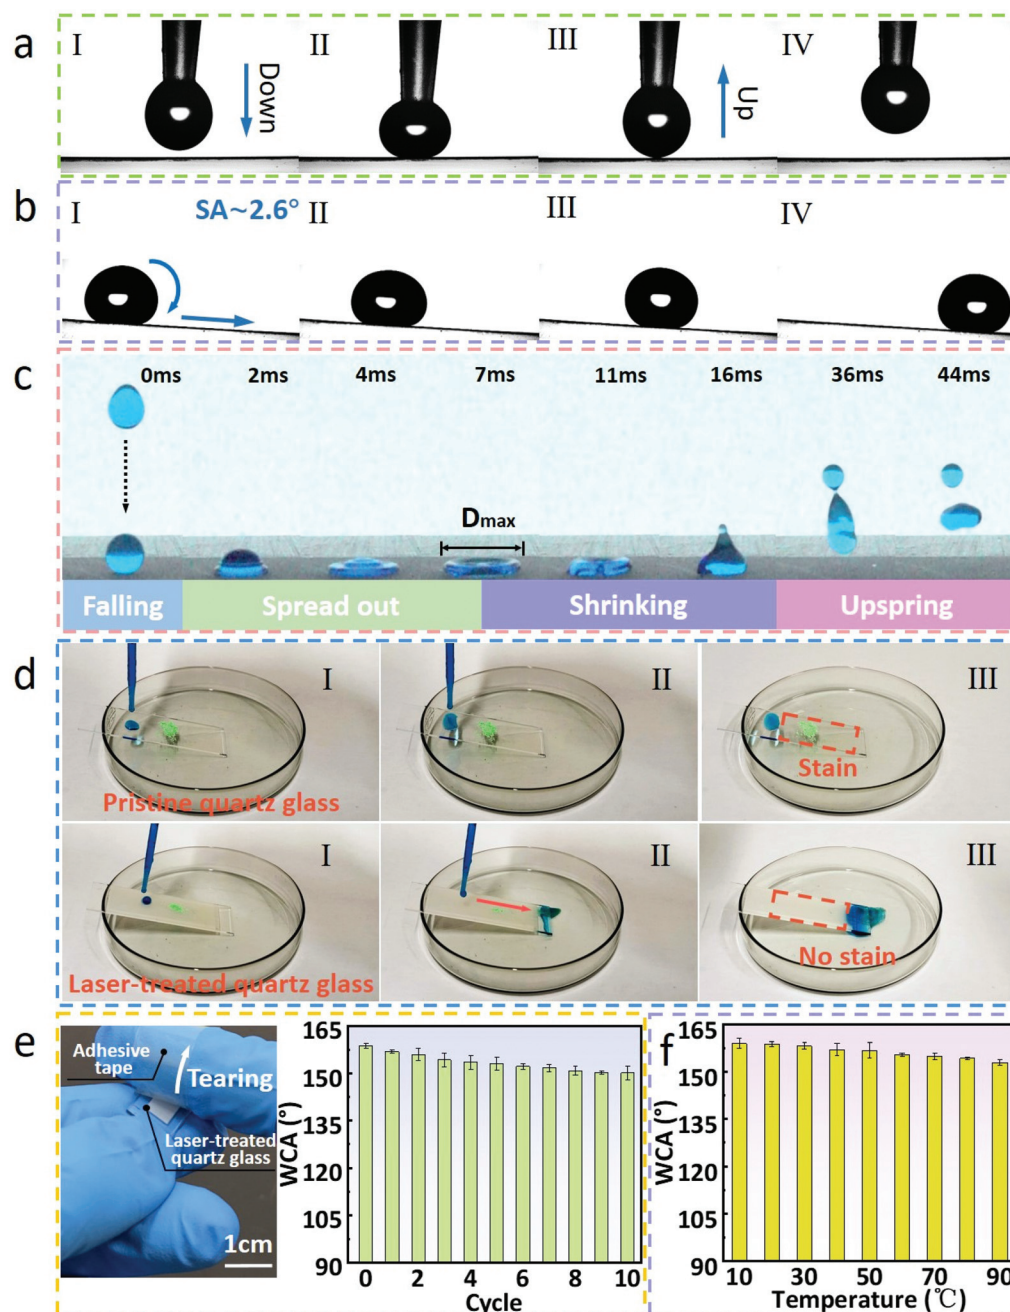 a
I
Down
II
III
Up
IV
b
I
SA~2.6°
II
III
IV
c
0ms
2ms
4ms
7ms
11ms
16ms
36ms
44ms
Dmax
Falling
Spread out
Shrinking
Upspring
d
I
II
III
Pristine quartz glass
Stain
I
II
III
Laser-treated quartz glass
No stain
e
Adhesive
tape
Tearing
Laser-treated
quartz glass
1cm
WCA (°)
165
150
135
120
105
90
0 2 4 6 8 10
Cycle
f
WCA (°)
165
150
135
120
105
90
10 30 50 70 90
Temperature (℃)